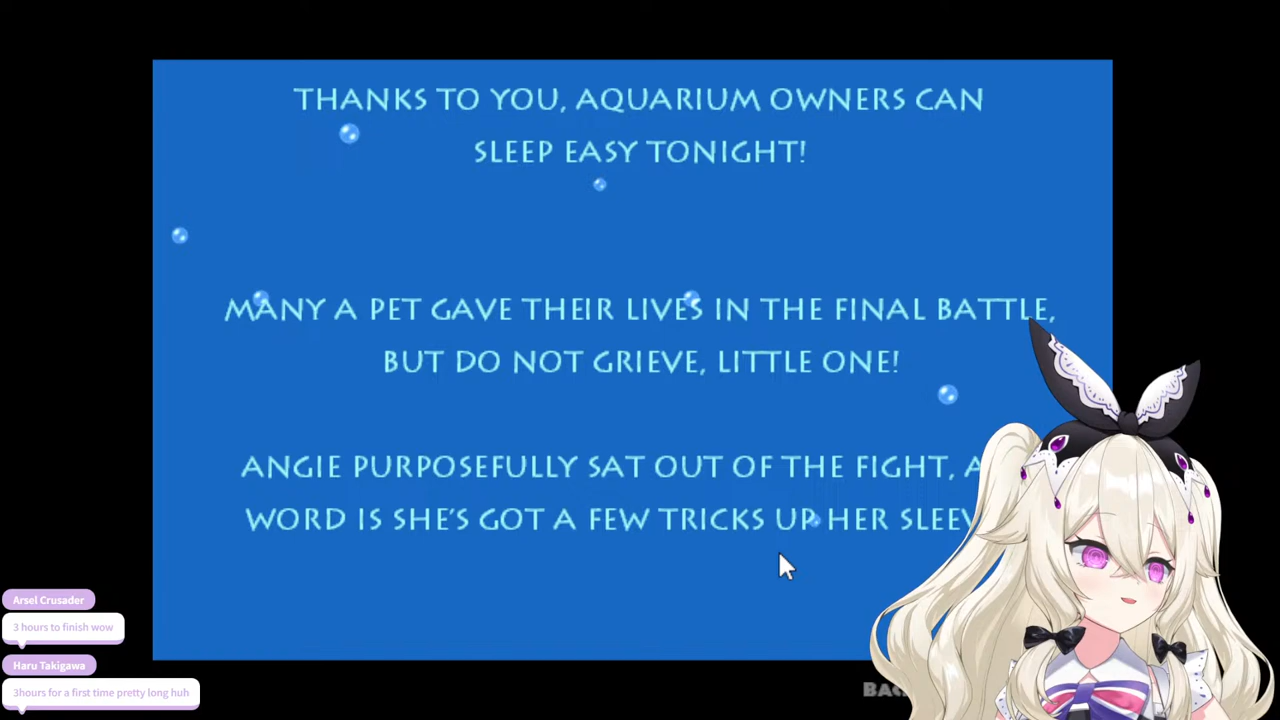 THANKS TO YOU, AQUARIUM OWNERS CAN
SLEEP EASY TONIGHT!
MANY A PET GAVE THEIR LIVES IN THE FINAL BATTLE,
BUT DO NOT GRIEVE, LITTLE ONE!
ANGIE PURPOSEFULLY SAT OUT OF THE FIGHT,
WORD IS SHE'S GOT A FEW TRICKS UP HER
Arsel Crusader
3 hours to finish wow
Haru Takigawa
3hours for a first time pretty long huh